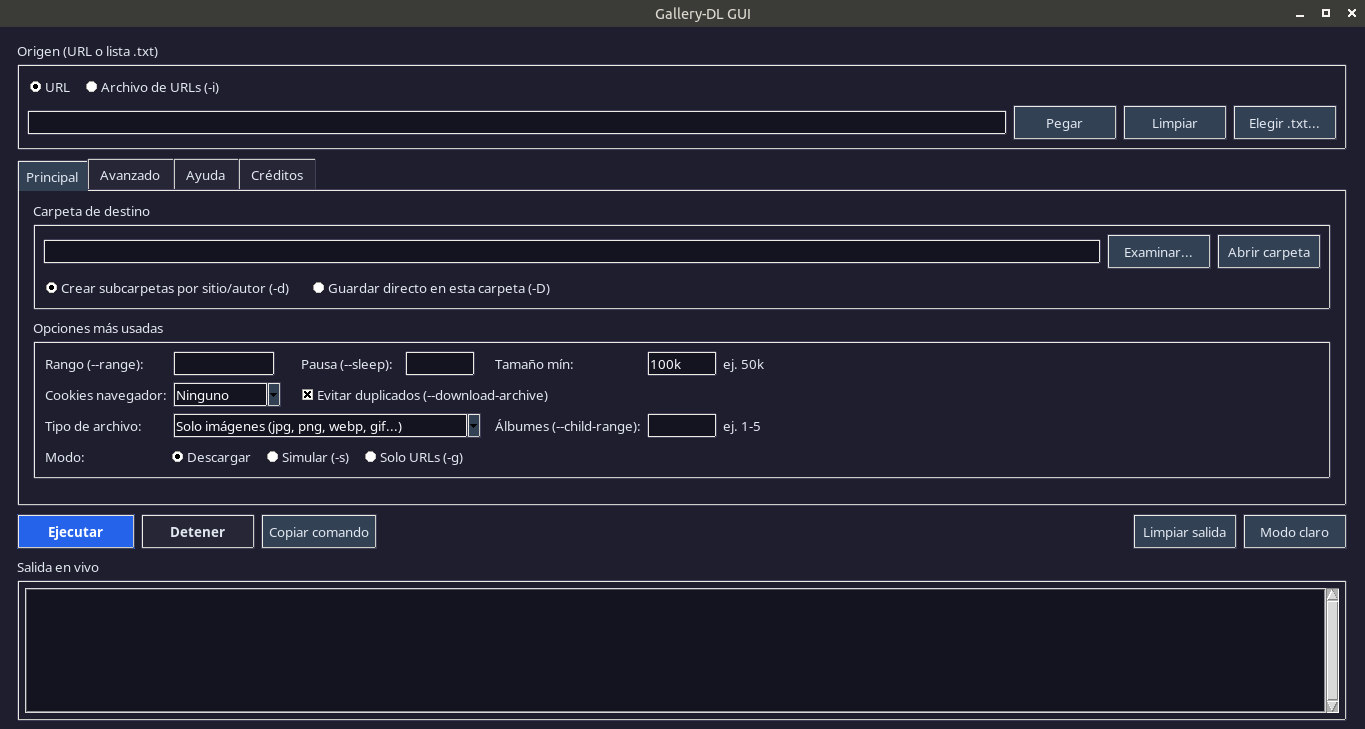 Gallery-DL GUI
Origen (URL o lista .txt)
URL Archivo de URLs (-i)
Pegar Limpiar Elegir .txt...
Principal Avanzado Ayuda Créditos
Carpeta de destino
Examinar... Abrir carpeta
Crear subcarpetas por sitio/autor (-d) Guardar directo en esta carpeta (-D)
Opciones más usadas
Rango (--range): Pausa (--sleep): Tamaño mín: 100k ej. 50k
Cookies navegador: Ninguno Evitar duplicados (--download-archive)
Tipo de archivo: Solo imágenes (jpg, png, webp, gif...) Álbumes (--child-range): ej. 1-5
Modo: Descargar Simular (-s) Solo URLs (-g)
Ejecutar Detener Copiar comando Limpiar salida Modo claro
Salida en vivo